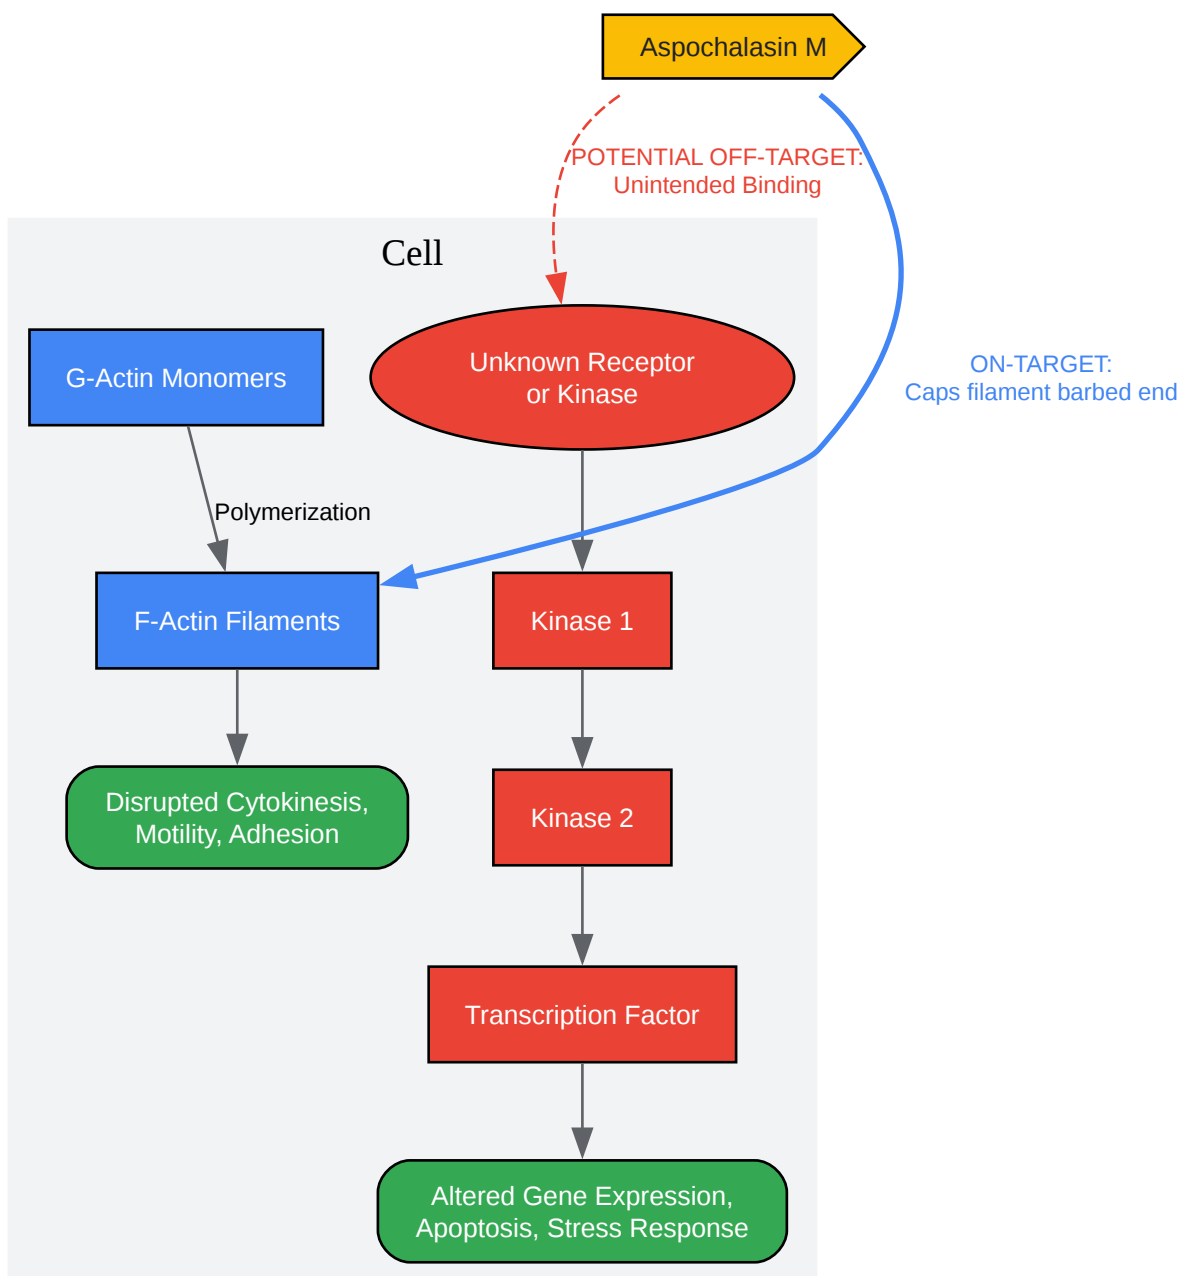 Aspochalasin M
POTENTIAL OFF-TARGET:
Unintended Binding
Cell
G-Actin Monomers
Unknown Receptor
or Kinase
ON-TARGET:
Caps filament barbed end
Polymerization
F-Actin Filaments
Kinase 1
Disrupted Cytokinesis,
Motility, Adhesion
Kinase 2
Transcription Factor
Altered Gene Expression,
Apoptosis, Stress Response